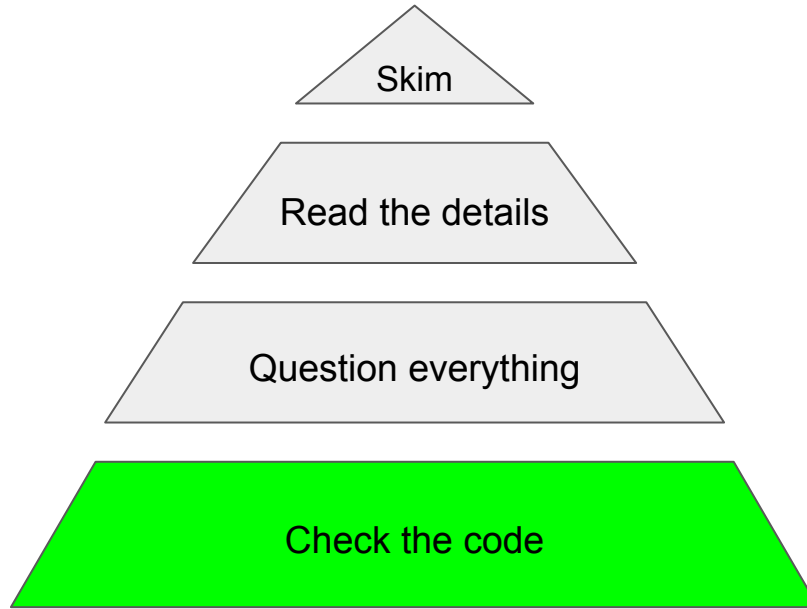 Skim
Read the details
Question everything
Check the code